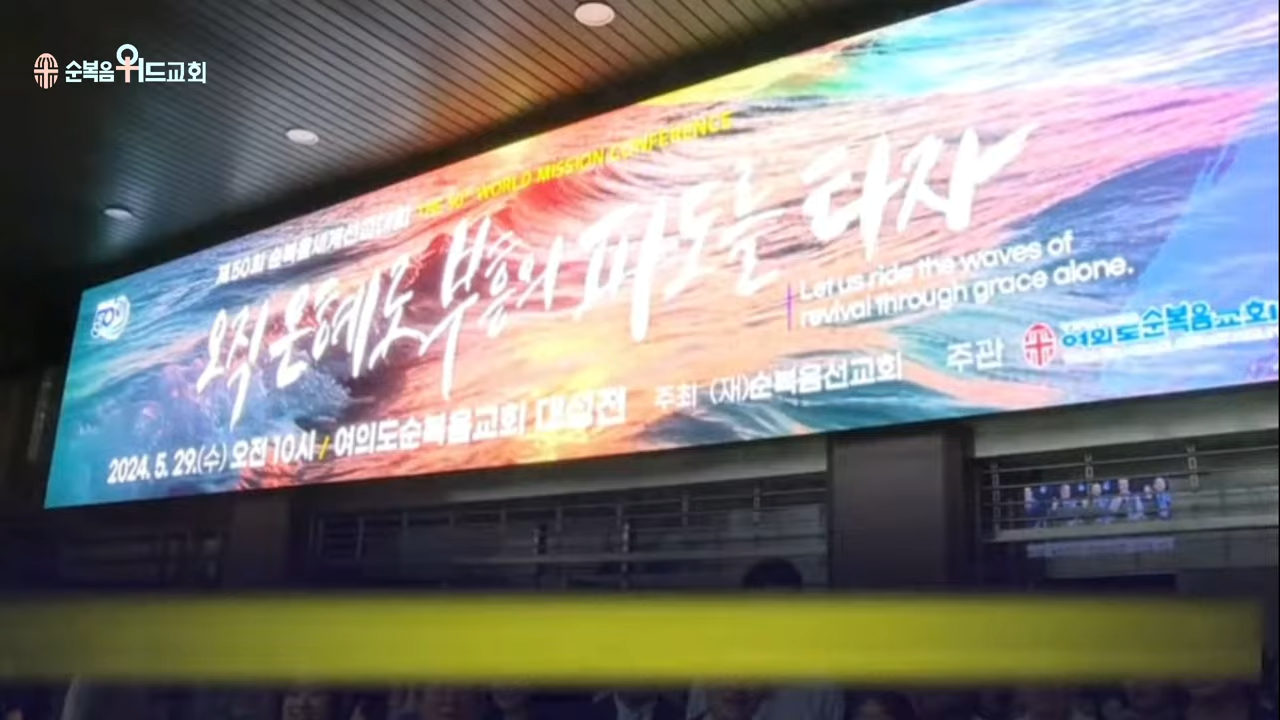 순복음위드교회
제50회 순복음세계선교대회 THE 50TH WORLD MISSION CONFERENCE
오직 은혜로 부흥의 파도를 타자
Let us ride the waves of
revival through grace alone.
2024. 5. 29.(수) 오전 10시 / 여의도순복음교회 대성전 주최 (재)순복음선교회 주관 여의도순복음교회